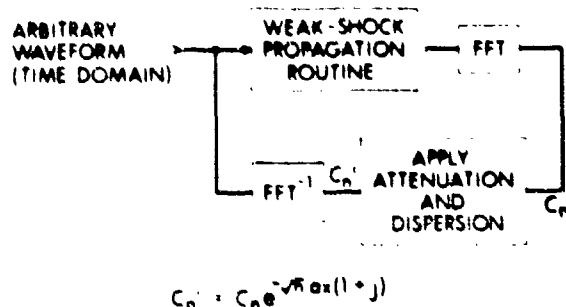 ARBITRARY
WAVEFORM
(TIME DOMAIN)
WEAK-SHOCK
PROPAGATION
ROUTINE
FFT
FFT⁻¹
Cₙ'
APPLY
ATTENUATION
AND
DISPERSION
Cₙ
Cₙ' = Cₙe^-√n αx(1 + j)